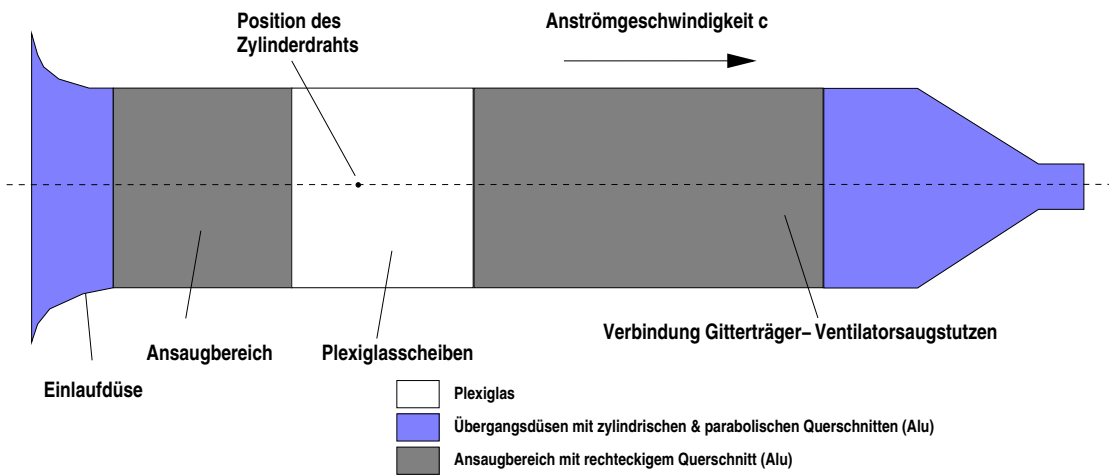 Position des
Zylinderdrahts
Anströmgeschwindigkeit c
Ansaugbereich
Plexiglasscheiben
Verbindung Gitterträger– Ventilatorsaugstutzen
Einlaufdüse
Plexiglas
Übergangsdüsen mit zylindrischen & parabolischen Querschnitten (Alu)
Ansaugbereich mit rechteckigem Querschnitt (Alu)